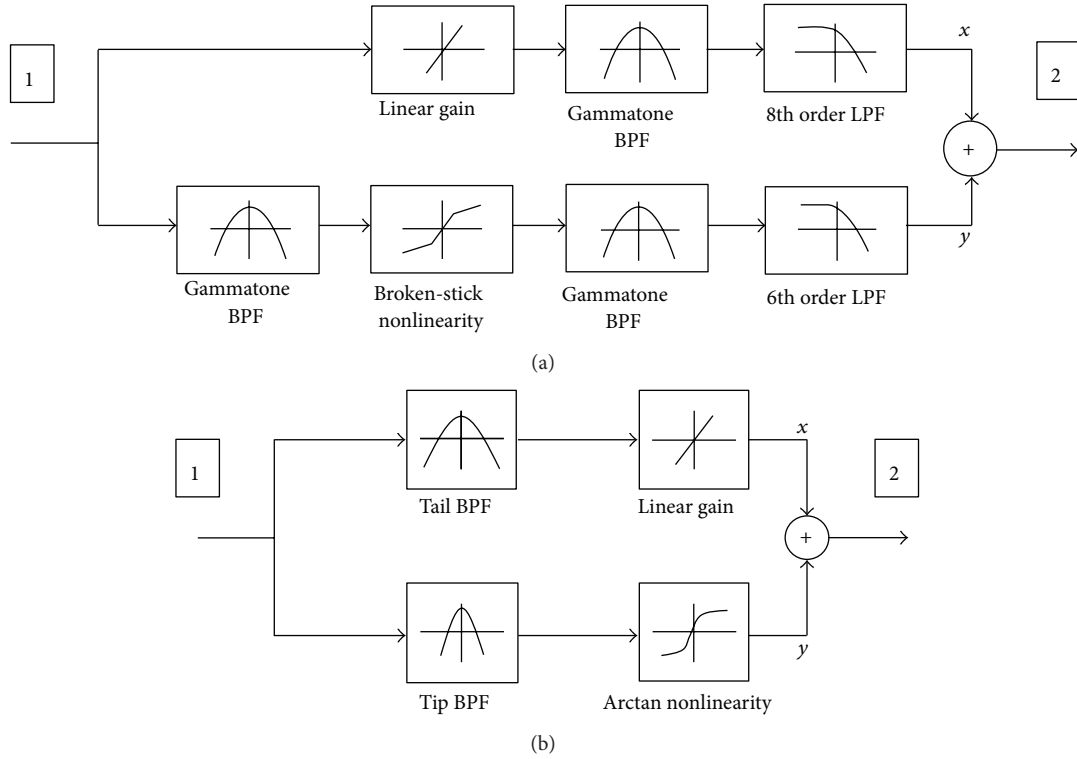 1
x
2
Linear gain
Gammatone
BPF
8th order LPF
+
y
Gammatone
BPF
Broken-stick
nonlinearity
Gammatone
BPF
6th order LPF
(a)
1
x
2
Tail BPF
Linear gain
+
y
Tip BPF
Arctan nonlinearity
(b)